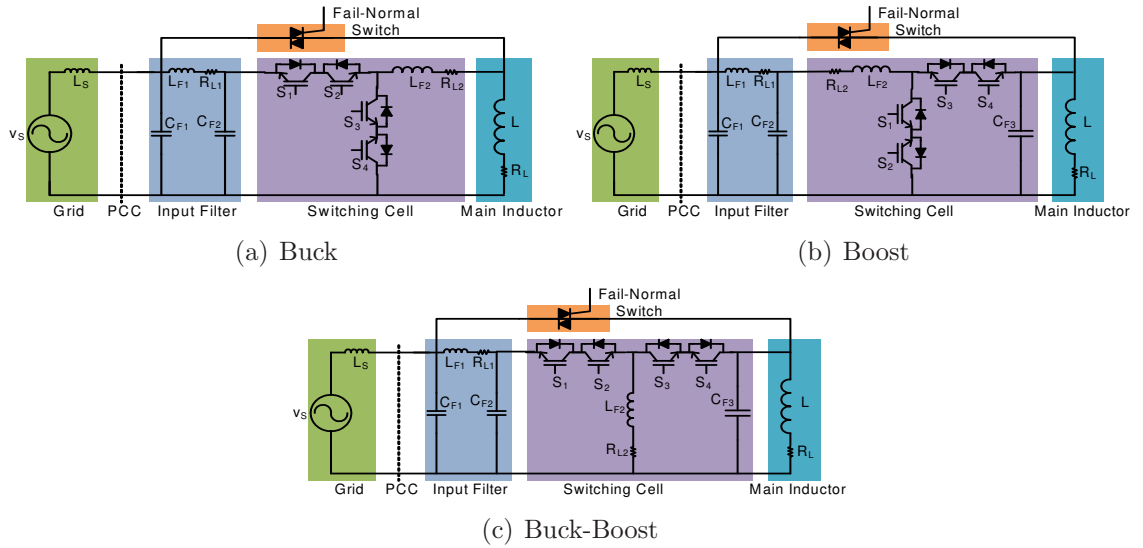 Fail-Normal
Switch
L_S
L_F1
R_L1
S_1
S_2
L_F2
R_L2
C_F1
C_F2
S_3
S_4
v_S
L
R_L
Grid
PCC
Input Filter
Switching Cell
Main Inductor
(a) Buck
Fail-Normal
Switch
L_S
L_F1
R_L1
R_L2
L_F2
S_3
S_4
C_F1
C_F2
S_1
S_2
C_F3
v_S
L
R_L
Grid
PCC
Input Filter
Switching Cell
Main Inductor
(b) Boost
Fail-Normal
Switch
L_S
L_F1
R_L1
S_1
S_2
S_3
S_4
C_F1
C_F2
L_F2
C_F3
v_S
L
R_L2
R_L
Grid
PCC
Input Filter
Switching Cell
Main Inductor
(c) Buck-Boost